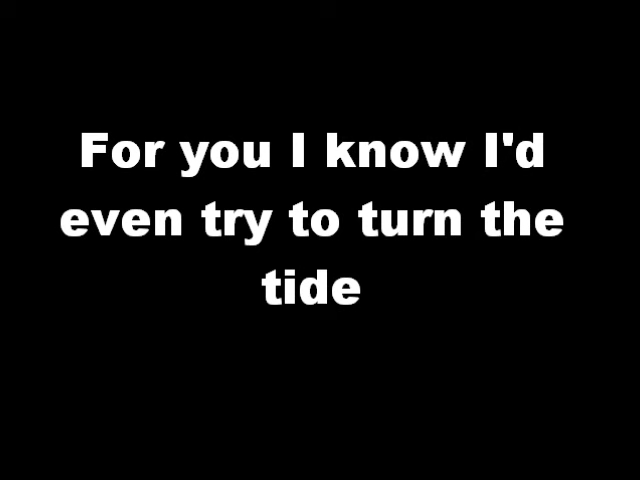 For you I know I'd
even try to turn the
tide